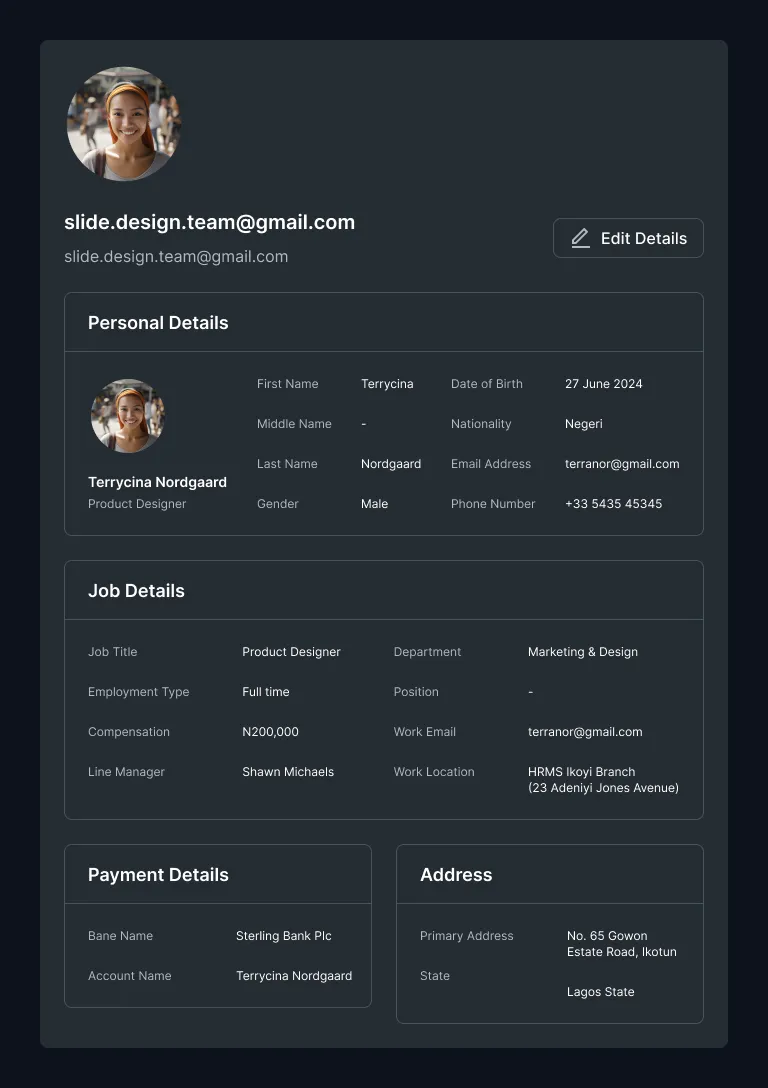 slide.design.team@gmail.com
slide.design.team@gmail.com
Edit Details
Personal Details
Terrycina Nordgaard
Product Designer
First Name Terrycina Date of Birth 27 June 2024
Middle Name - Nationality Negeri
Last Name Nordgaard Email Address terranor@gmail.com
Gender Male Phone Number +33 5435 45345
Job Details
Job Title Product Designer Department Marketing & Design
Employment Type Full time Position -
Compensation N200,000 Work Email terranor@gmail.com
Line Manager Shawn Michaels Work Location HRMS Ikoyi Branch
(23 Adeniyi Jones Avenue)
Payment Details
Bane Name Sterling Bank Plc
Account Name Terrycina Nordgaard
Address
Primary Address No. 65 Gowon
Estate Road, Ikotun
State
Lagos State